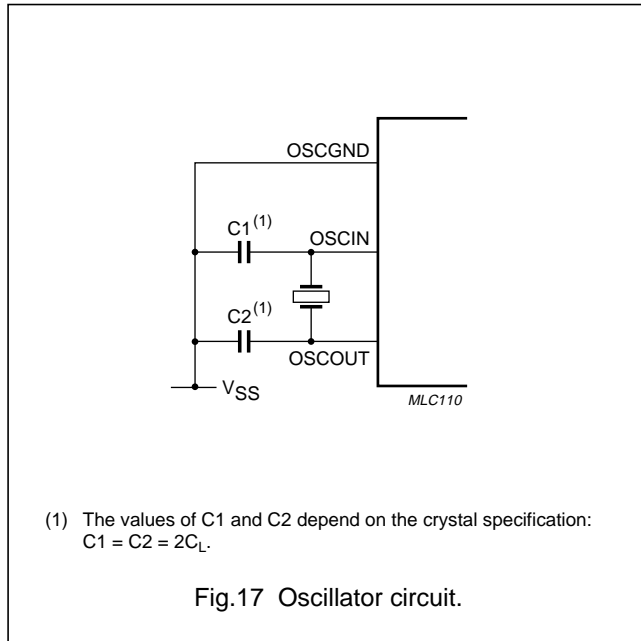 OSCGND
C1(1)
OSCIN
C2(1)
OSCOUT
VSS
MLC110
(1) The values of C1 and C2 depend on the crystal specification:
C1 = C2 = 2CL.
Fig.17 Oscillator circuit.